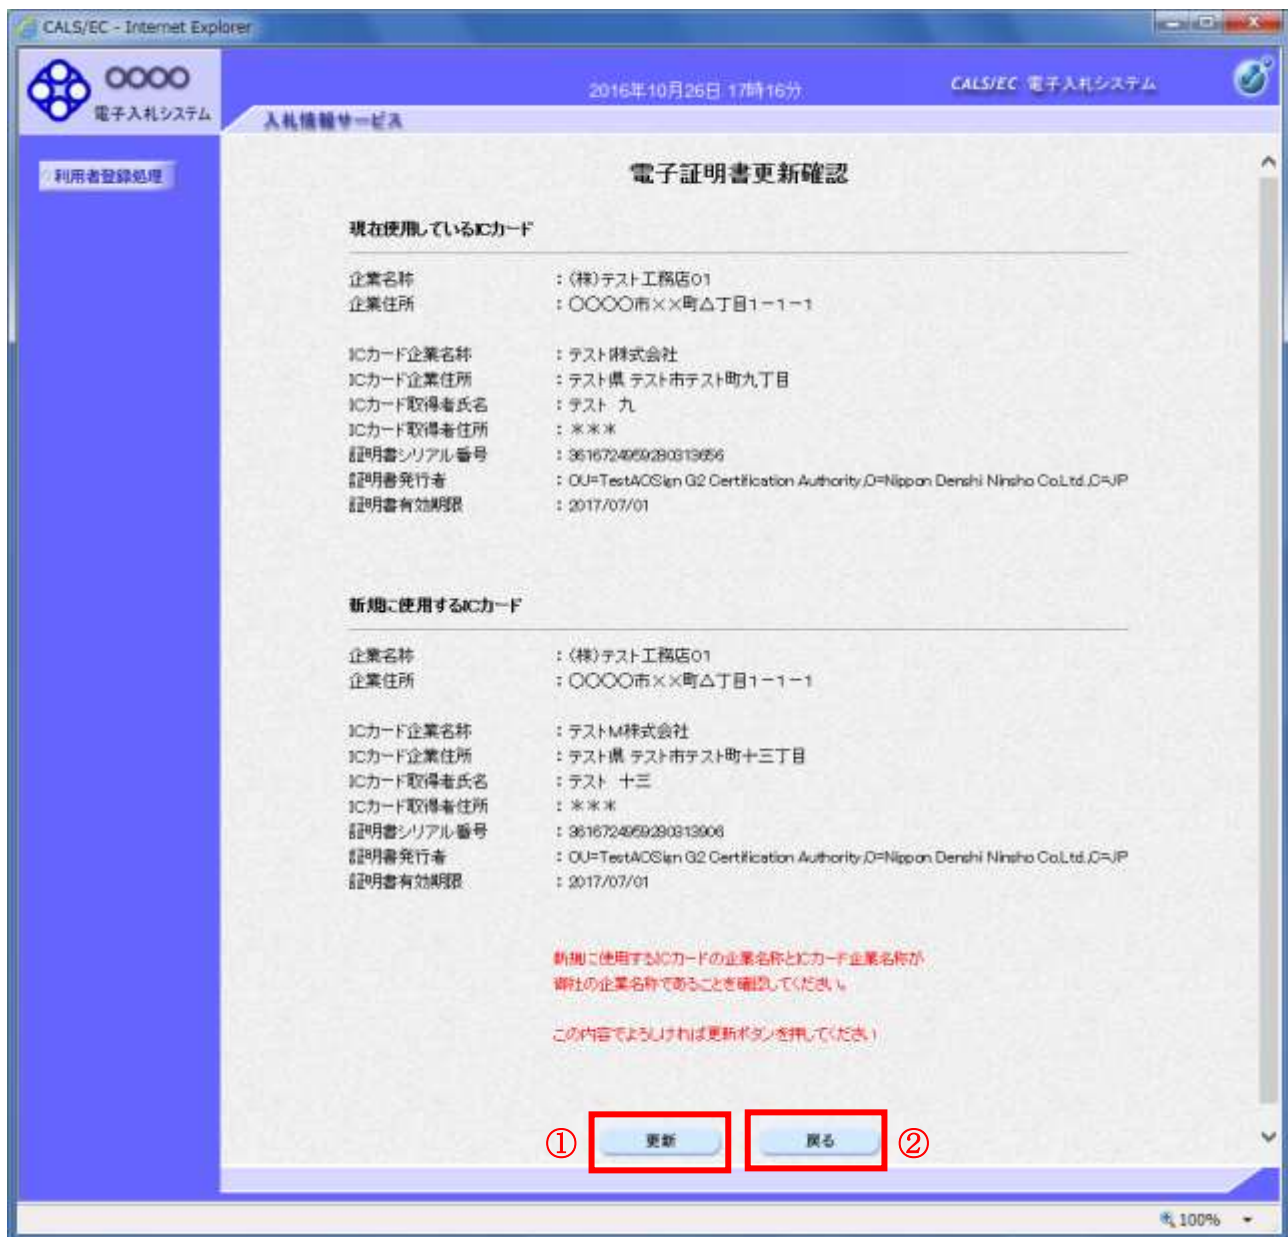 CALS/EC - Internet Explorer
〇〇〇〇
電子入札システム
2016年10月26日 17時16分
CALS/EC 電子入札システム
入札情報サービス
利用者登録処理
電子証明書更新確認
現在使用しているICカード
企業名称 ：(株)テスト工務店01
企業住所 ：〇〇〇〇市××町△丁目1－1－1
ICカード企業名称 ：テストI株式会社
ICカード企業住所 ：テスト県 テスト市テスト町九丁目
ICカード取得者氏名 ：テスト 九
ICカード取得者住所 ：＊＊＊
証明書シリアル番号 ：3616724959280313656
証明書発行者 ：OU=TestAOSign G2 Certification Authority,O=Nippon Denshi Ninsho Co.Ltd.,C=JP
証明書有効期限 ：2017/07/01
新規に使用するICカード
企業名称 ：(株)テスト工務店01
企業住所 ：〇〇〇〇市××町△丁目1－1－1
ICカード企業名称 ：テストM株式会社
ICカード企業住所 ：テスト県 テスト市テスト町十三丁目
ICカード取得者氏名 ：テスト 十三
ICカード取得者住所 ：＊＊＊
証明書シリアル番号 ：3616724959280313906
証明書発行者 ：OU=TestAOSign G2 Certification Authority,O=Nippon Denshi Ninsho Co.Ltd.,C=JP
証明書有効期限 ：2017/07/01
新規に使用するICカードの企業名称とICカード企業名称が
御社の企業名称であることを確認してください。
この内容でよろしければ更新ボタンを押してください
① 更新 戻る ②
100%